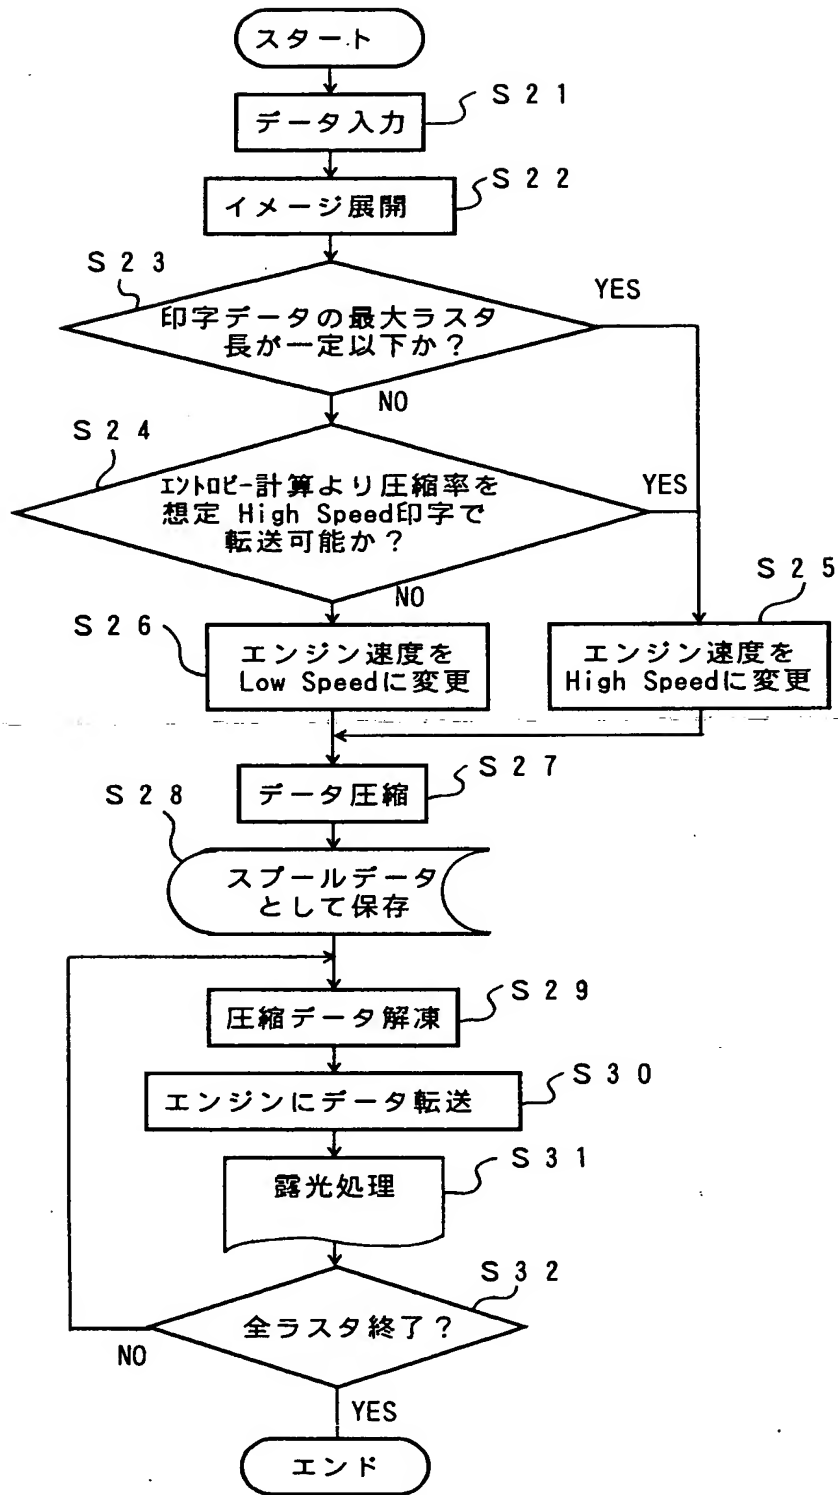 スタート
S21
データ入力
S22
イメージ展開
S23
YES
印字データの最大ラスタ
長が一定以下か?
NO
S24
YES
エントロピー計算より圧縮率を
想定 High Speed印字で
転送可能か?
NO
S25
S26
エンジン速度を
Low Speedに変更
エンジン速度を
High Speedに変更
S27
データ圧縮
S28
スプールデータ
として保存
S29
圧縮データ解凍
S30
エンジンにデータ転送
S31
露光処理
S32
全ラスタ終了?
NO
YES
エンド